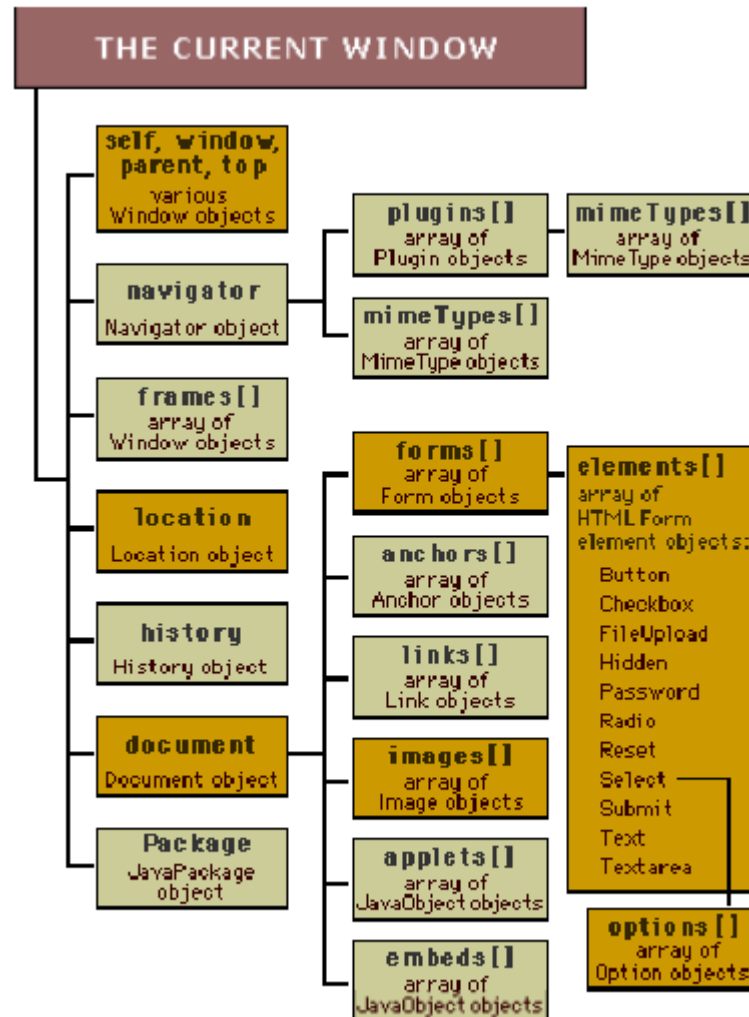 THE CURRENT WINDOW
self, window,
parent, top
various
Window objects
navigator
Navigator object
frames[]
array of
Window objects
location
Location object
history
History object
document
Document object
Package
JavaPackage
object
plugins[]
array of
Plugin objects
mimeTypes[]
array of
MimeType objects
mimeTypes[]
array of
MimeType objects
forms[]
array of
Form objects
anchors[]
array of
Anchor objects
links[]
array of
Link objects
images[]
array of
Image objects
applets[]
array of
JavaObject objects
embeds[]
array of
JavaObject objects
elements[]
array of
HTML Form
element objects:
Button
Checkbox
FileUpload
Hidden
Password
Radio
Reset
Select
Submit
Text
Textarea
options[]
array of
Option objects